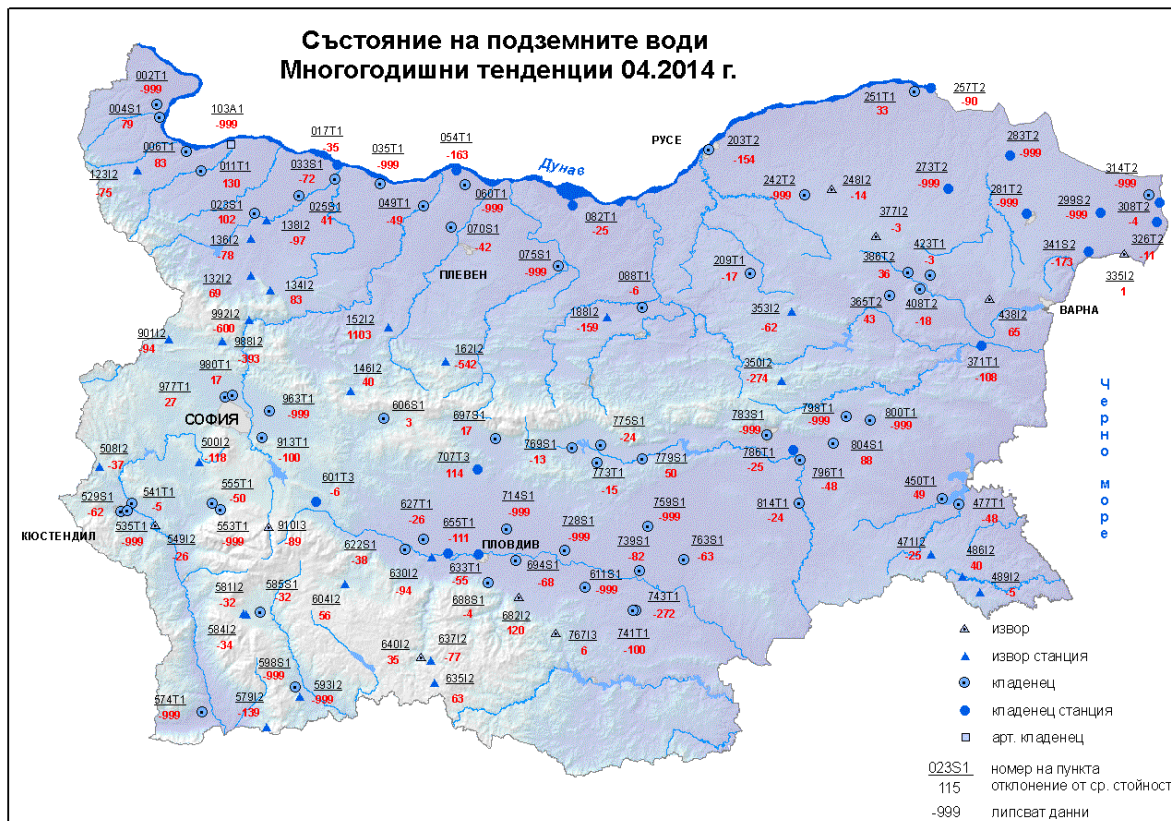 Състояние на подземните води
Многогодишни тенденции 04.2014 г.
002T1
-999
004S1
79
103A1
-999
006T1
83
123I2
-75
011T1
130
017T1
-35
033S1
-72
035T1
-999
054T1
-163
023S1
102
025S1
41
138I2
-97
136I2
78
049T1
-49
060T1
-999
070S1
-42
ПЛЕВЕН
075S1
-999
082T1
-25
Дунав
РУСЕ
203T2
-154
251T1
33
257T2
-90
283T2
-999
273T2
-999
242T2
-999
248I2
-14
377I2
-3
281T2
-999
299S2
-999
314T2
-999
308T2
-4
326T2
-11
341S2
-173
335I2
1
423T1
-3
386T2
36
209T1
-17
088T1
-6
365T2
43
408T2
-18
438I2
65
ВАРНА
353I2
-62
188I2
-159
371T1
-108
350I2
-274
132I2
69
134I2
83
992I2
-600
901I2
-94
988I2
-393
152I2
1103
162I2
-542
146I2
40
980T1
17
977T1
27
СОФИЯ
963T1
-999
606S1
3
697S1
17
775S1
-24
783S1
-999
798T1
-999
800T1
-999
804S1
88
913T1
-100
500I2
-118
508I2
-37
707T3
114
769S1
-13
773T1
-15
779S1
50
786T1
-25
796T1
-48
601T3
-6
555T1
-50
541T1
-5
529S1
-62
535T1
-999
КЮСТЕНДИЛ
549I2
-26
553T1
-999
910I3
-89
627T1
-26
655T1
-111
714S1
-999
ПЛОВДИВ
728S1
-999
759S1
-999
739S1
-82
763S1
-63
814T1
-24
450T1
49
477T1
-48
471I2
-25
486I2
40
489I2
-5
622S1
-38
630I2
-94
633T1
-55
694S1
-68
611S1
-999
688S1
-4
682I2
120
743T1
-272
741T1
-100
767I3
6
581I2
-32
585S1
-32
604I2
56
584I2
-34
640I2
35
637I2
-77
635I2
63
598S1
-999
593I2
-999
574T1
-999
579I2
-139
Черно море
извор
извор станция
кладенец
кладенец станция
арт. кладенец
023S1 номер на пункта
115 отклонение от ср. стойност
-999 липсват данни